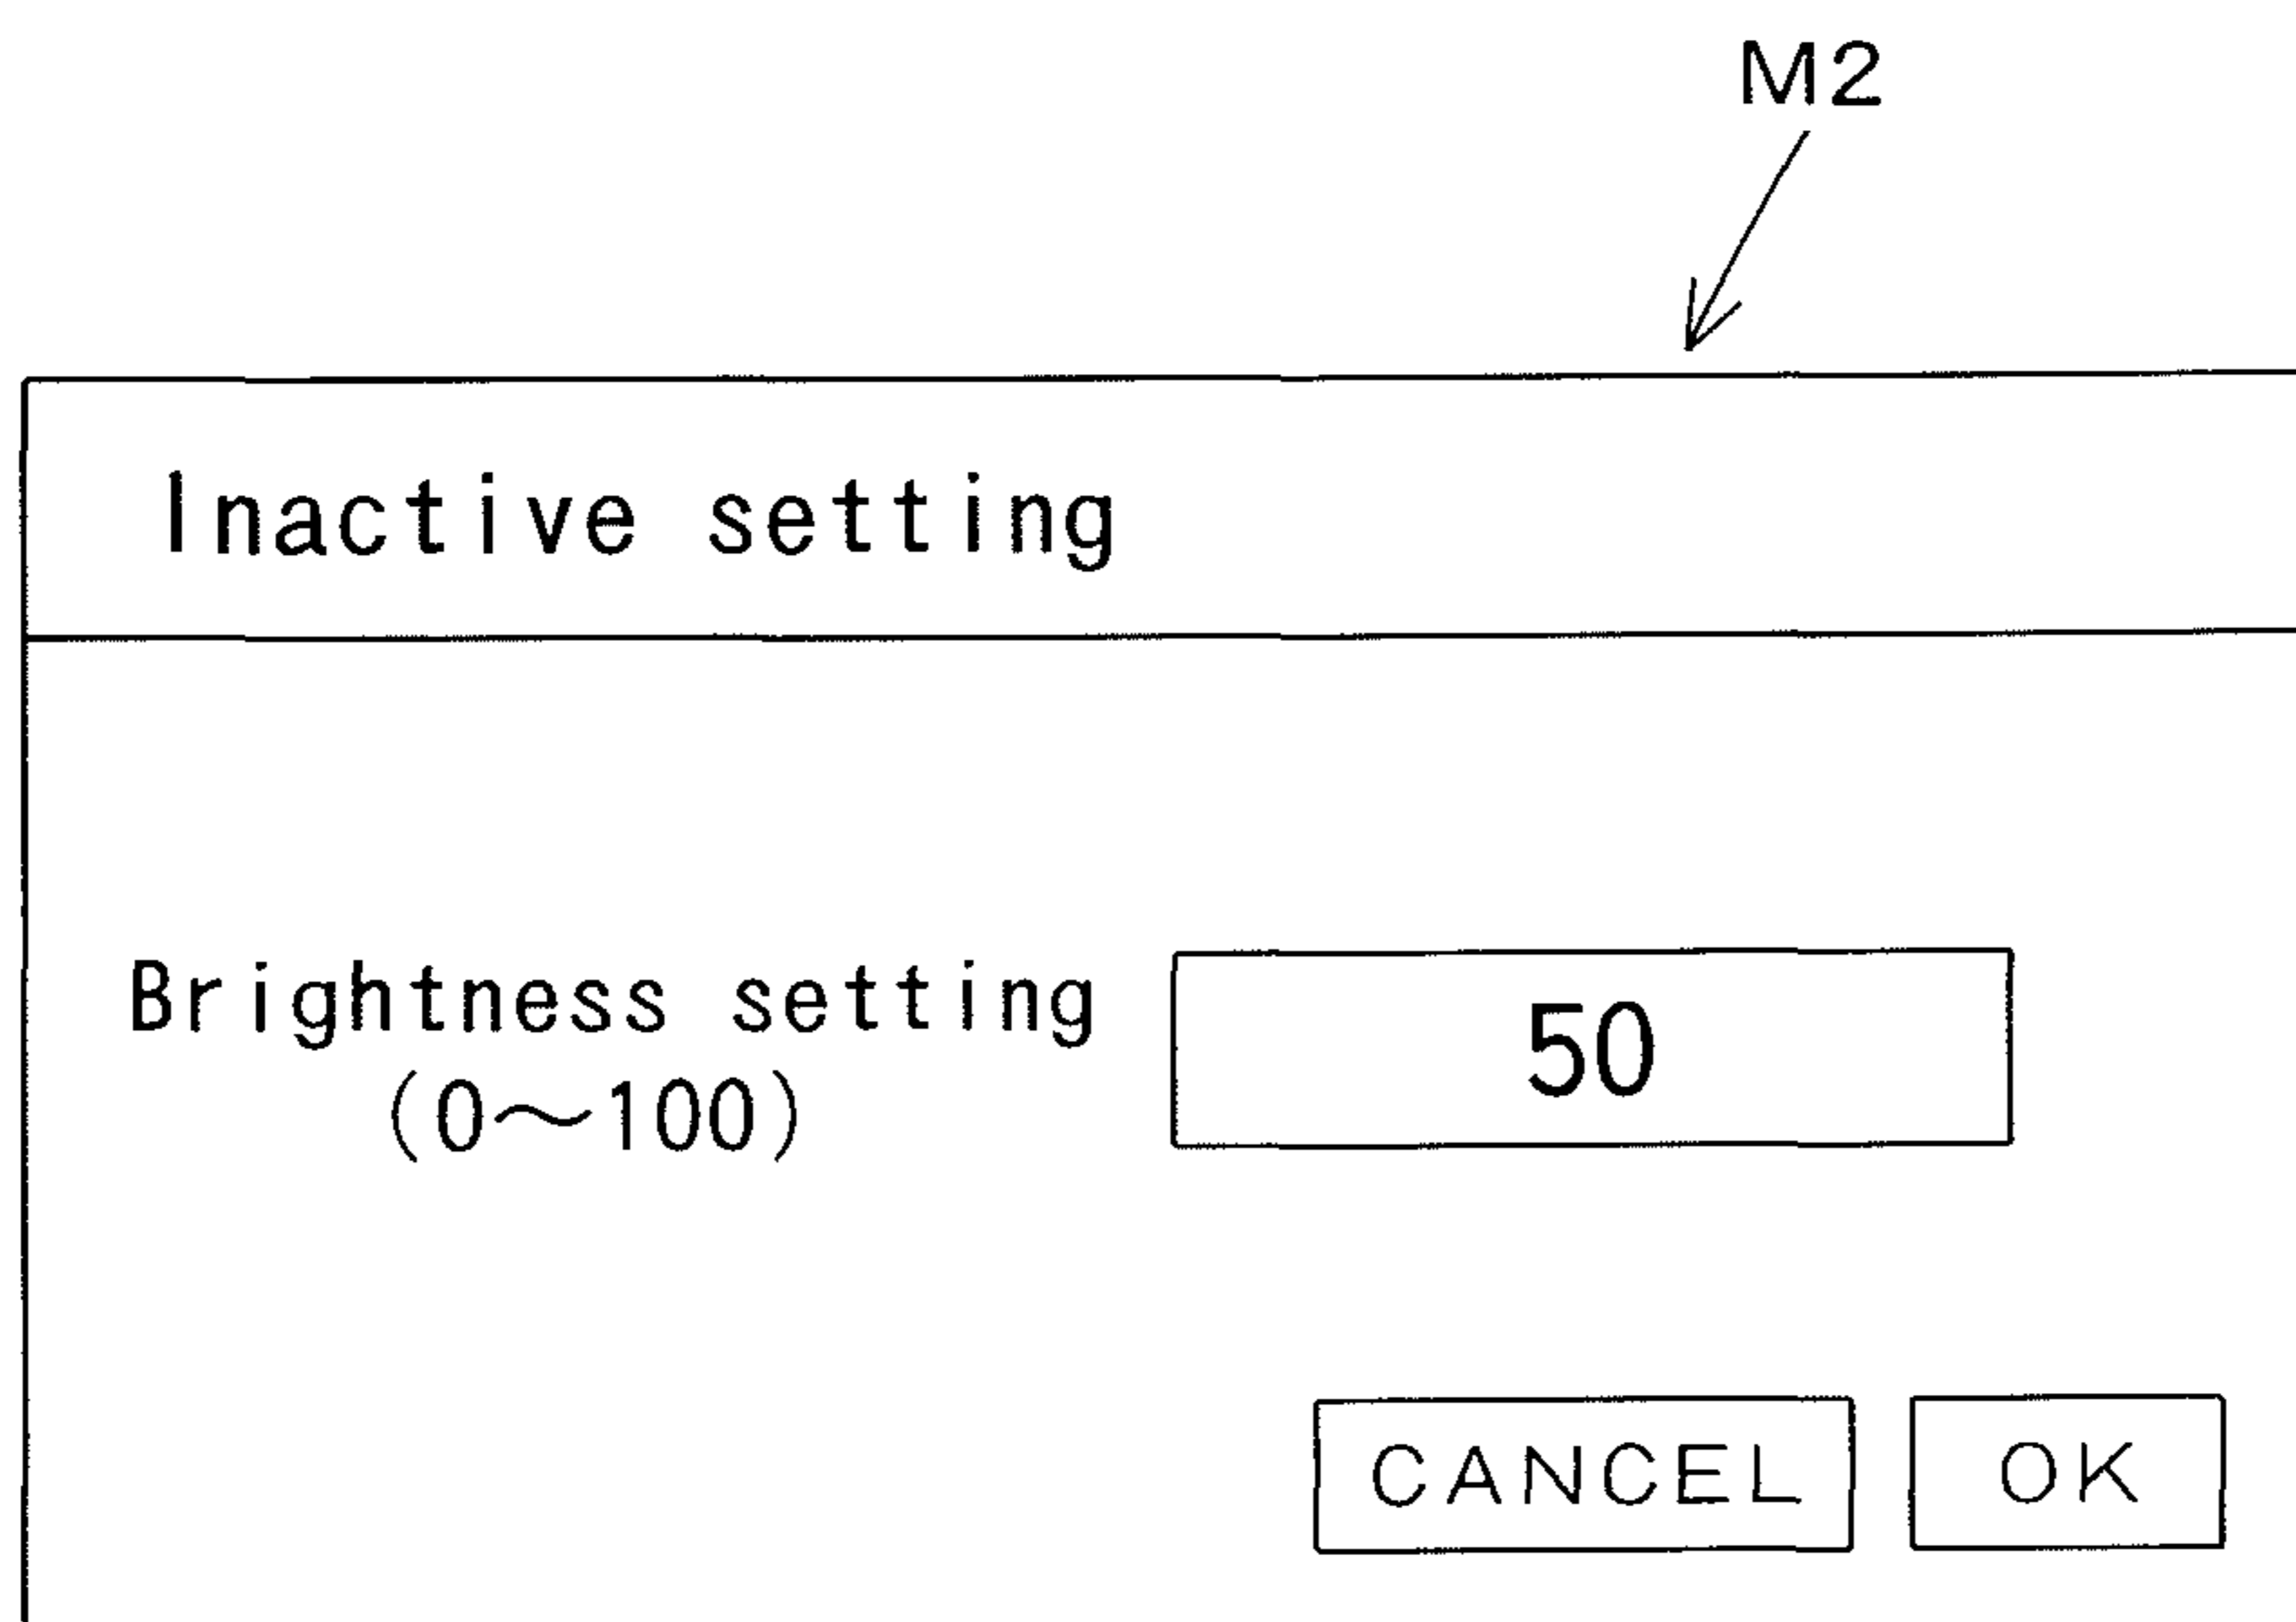 M2
Inactive setting
Brightness setting
(0～100)
50
CANCEL
OK